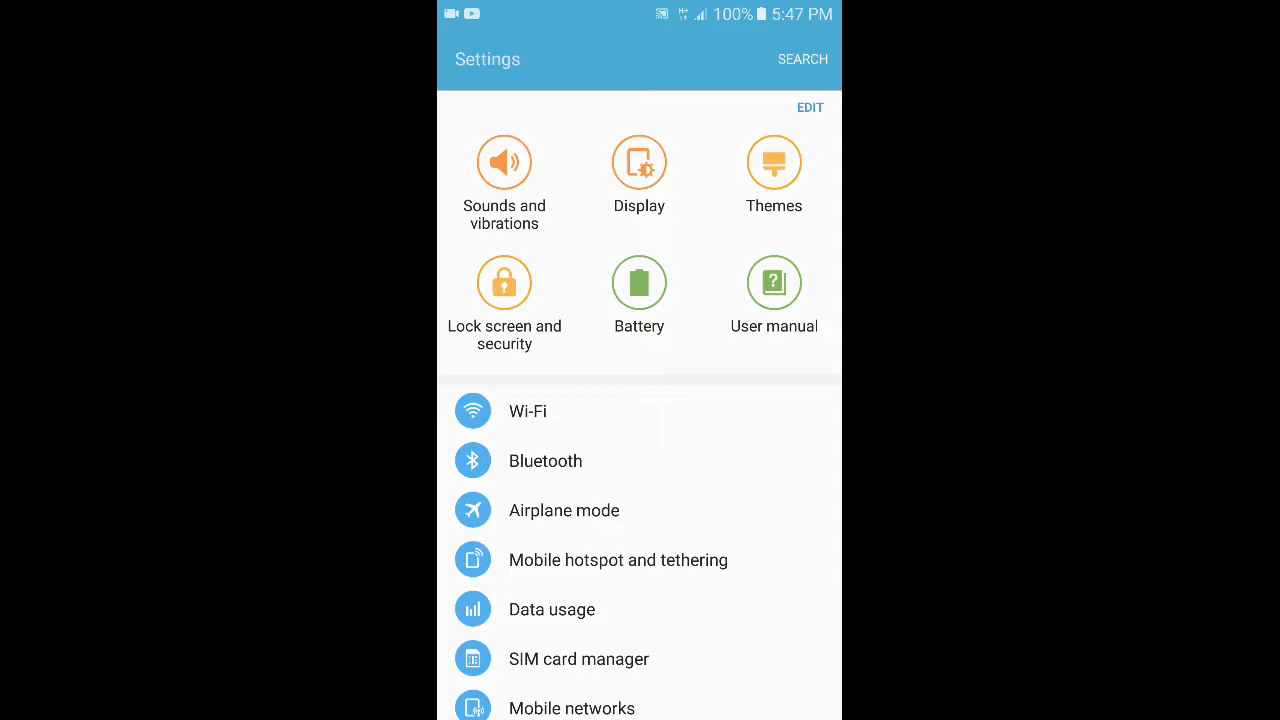 100% 5:47 PM
Settings
SEARCH
EDIT
Sounds and
vibrations
Display
Themes
Lock screen and
security
Battery
User manual
Wi-Fi
Bluetooth
Airplane mode
Mobile hotspot and tethering
Data usage
SIM card manager
Mobile networks